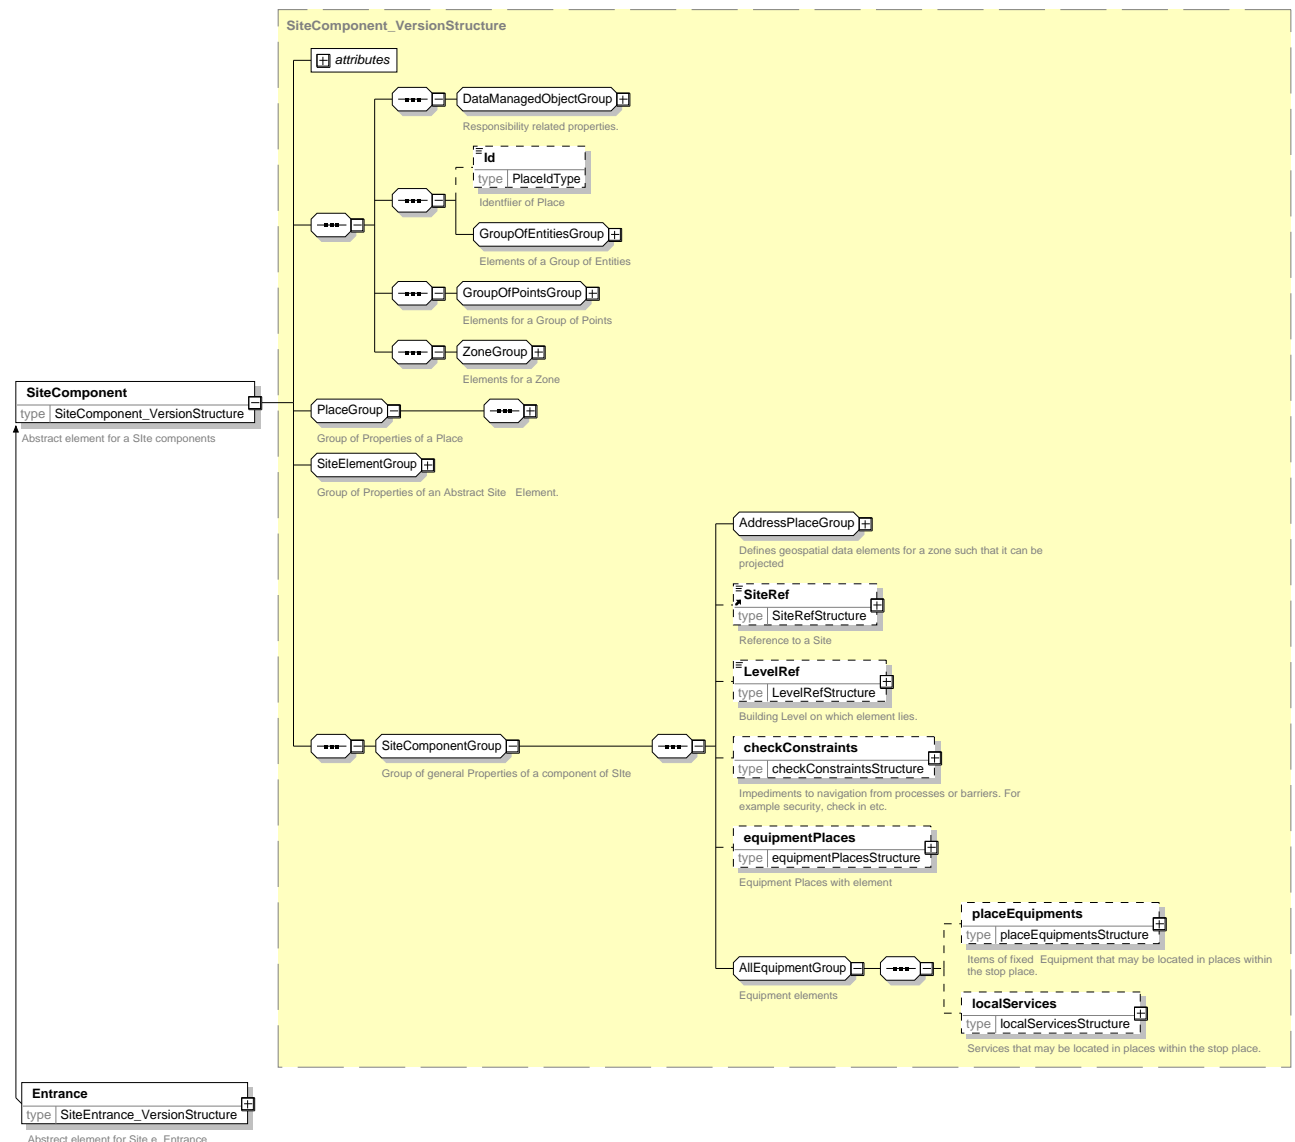 SiteComponent_VersionStructure
attributes
DataManagedObjectGroup
Responsibility related properties.
Id
type PlaceIdType
Identfiier of Place
GroupOfEntitiesGroup
Elements of a Group of Entities
GroupOfPointsGroup
Elements for a Group of Points
ZoneGroup
Elements for a Zone
SiteComponent
type SiteComponent_VersionStructure
Abstract element for a SIte components
PlaceGroup
Group of Properties of a Place
SiteElementGroup
Group of Properties of an Abstract Site Element.
AddressPlaceGroup
Defines geospatial data elements for a zone such that it can be
projected
SiteRef
type SiteRefStructure
Reference to a Site
LevelRef
type LevelRefStructure
Building Level on which element lies.
SiteComponentGroup
Group of general Properties of a component of SIte
checkConstraints
type checkConstraintsStructure
Impediments to navigation from processes or barriers. For
example security, check in etc.
equipmentPlaces
type equipmentPlacesStructure
Equipment Places with element
AllEquipmentGroup
Equipment elements
placeEquipments
type placeEquipmentsStructure
Items of fixed Equipment that may be located in places within
the stop place.
localServices
type localServicesStructure
Services that may be located in places within the stop place.
Entrance
type SiteEntrance_VersionStructure
Abstrect element for Site e Entrance